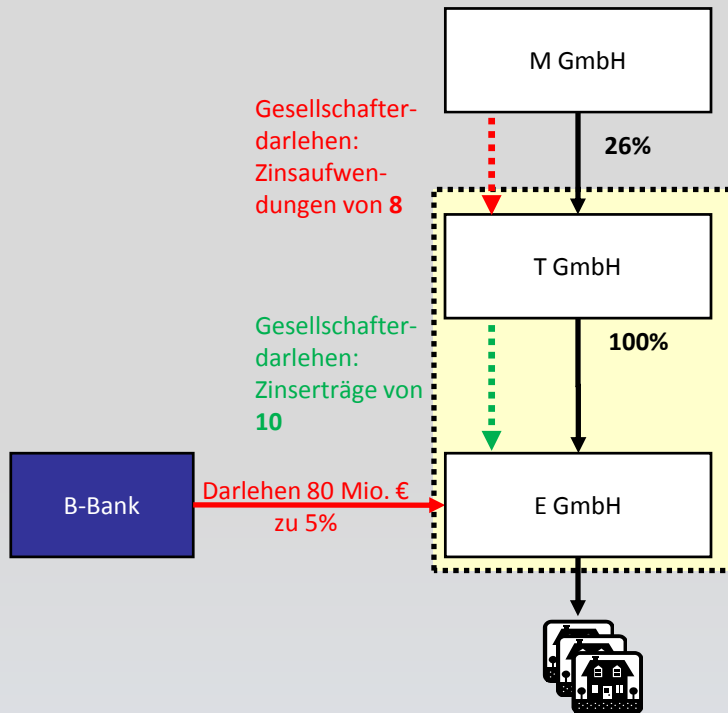 M GmbH
Gesellschafter-
darlehen:
Zinsaufwen-
dungen von 8
26%
T GmbH
Gesellschafter-
darlehen:
Zinserträge von
10
100%
B-Bank
Darlehen 80 Mio. €
zu 5%
E GmbH